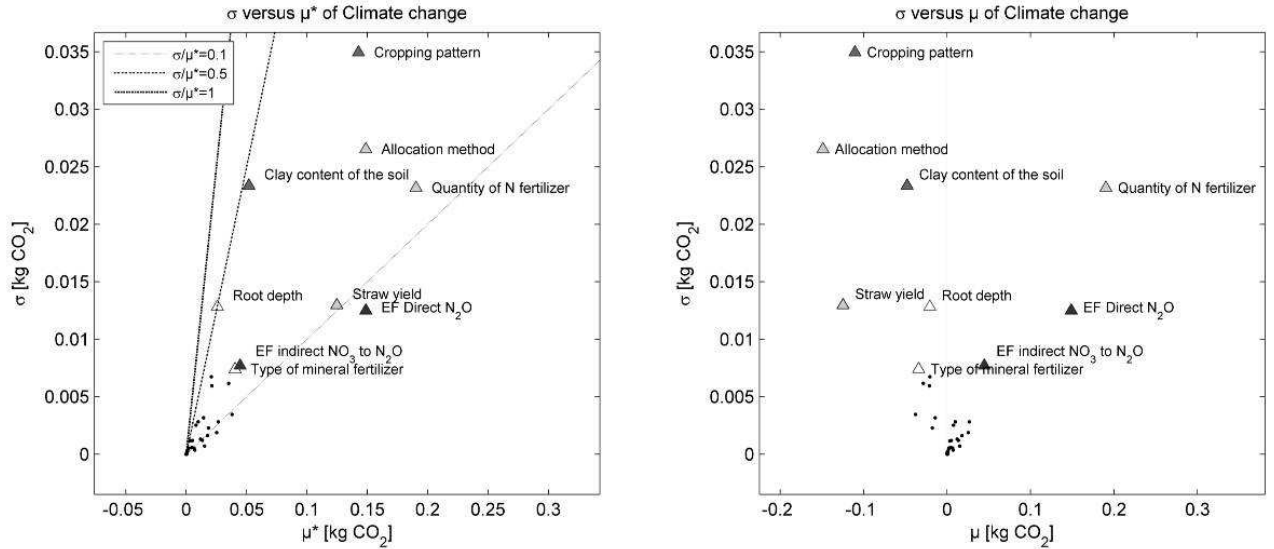 σ versus μ* of Climate change
σ/μ*=0.1
σ/μ*=0.5
σ/μ*=1
Cropping pattern
Allocation method
Clay content of the soil
Quantity of N fertilizer
Root depth
Straw yield
EF Direct N₂O
EF indirect NO₃ to N₂O
Type of mineral fertilizer
0.035
0.03
0.025
0.02
0.015
0.01
0.005
0
σ [kg CO₂]
-0.05 0 0.05 0.1 0.15 0.2 0.25 0.3
μ* [kg CO₂]
σ versus μ of Climate change
Cropping pattern
Allocation method
Clay content of the soil
Quantity of N fertilizer
Straw yield
Root depth
EF Direct N₂O
EF indirect NO₃ to N₂O
Type of mineral fertilizer
0.035
0.03
0.025
0.02
0.015
0.01
0.005
0
σ [kg CO₂]
-0.2 -0.1 0 0.1 0.2 0.3
μ [kg CO₂]